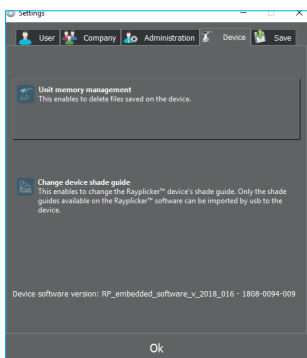 Settings
User Company Administration Device Save
Unit memory management
This enables to delete files saved on the device.
Change device shade guide
This enables to change the Rayplicker™ device's shade guide. Only the shade
guides available on the Rayplicker™ software can be imported by usb to the
device.
Device software version: RP_embedded_software_v_2018_016 - 1808-0094-009
Ok